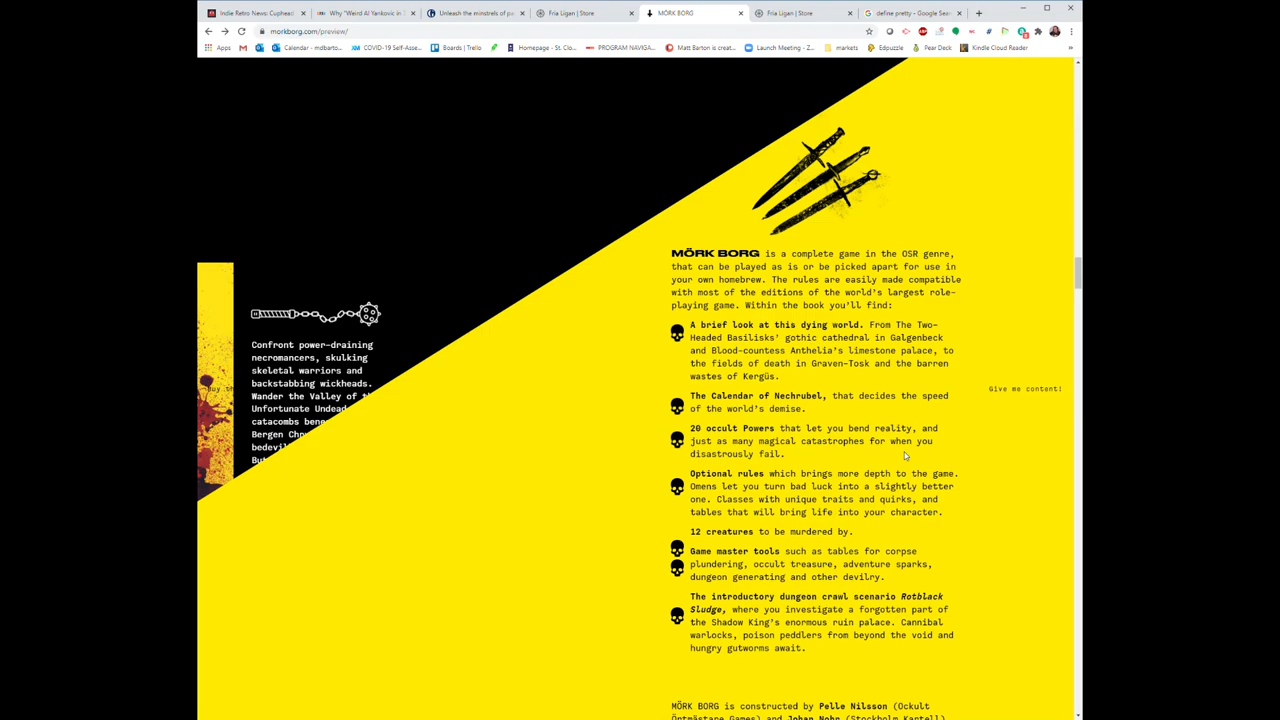 Indie Retro News: Cuphead
Why "Weird Al Yankovic in
Unleash the minstrels of pa
Fria Ligan | Store
MÖRK BORG
Fria Ligan | Store
define pretty - Google Sear
morkborg.com/preview/
Apps
Calendar - mdbarto...
COVID-19 Self-Asse...
Boards | Trello
Homepage - St. Clo...
PROGRAM NAVIGA...
Matt Barton is creat...
Launch Meeting - Z...
markets
Edpuzzle
Pear Deck
Kindle Cloud Reader
Confront power-draining
necromancers, skulking
skeletal warriors and
backstabbing wickheads.
Wander the Valley of
Unfortunate Undead
catacombs
Bergen
But
MÖRK BORG is a complete game in the OSR genre,
that can be played as is or be picked apart for use in
your own homebrew. The rules are easily made compatible
with most of the editions of the world's largest role-
playing game. Within the book you'll find:
A brief look at this dying world. From The Two-
Headed Basilisks' gothic cathedral in Galgenbeck
and Blood-countess Anthelia's limestone palace, to
the fields of death in Graven-Tosk and the barren
wastes of Kergüs.
The Calendar of Nechrubel, that decides the speed
of the world's demise.
20 occult Powers that let you bend reality, and
just as many magical catastrophes for when you
disastrously fail.
Optional rules which brings more depth to the game.
Omens let you turn bad luck into a slightly better
one. Classes with unique traits and quirks, and
tables that will bring life into your character.
12 creatures to be murdered by.
Game master tools such as tables for corpse
plundering, occult treasure, adventure sparks,
dungeon generating and other devilry.
The introductory dungeon crawl scenario Rotblack
Sludge, where you investigate a forgotten part of
the Shadow King's enormous ruin palace. Cannibal
warlocks, poison peddlers from beyond the void and
hungry gutworms await.
Give me content!
MÖRK BORG is constructed by Pelle Nilsson (Ockult
Örtmästare Games) and Johan Nohr (Stockholm Kartell)